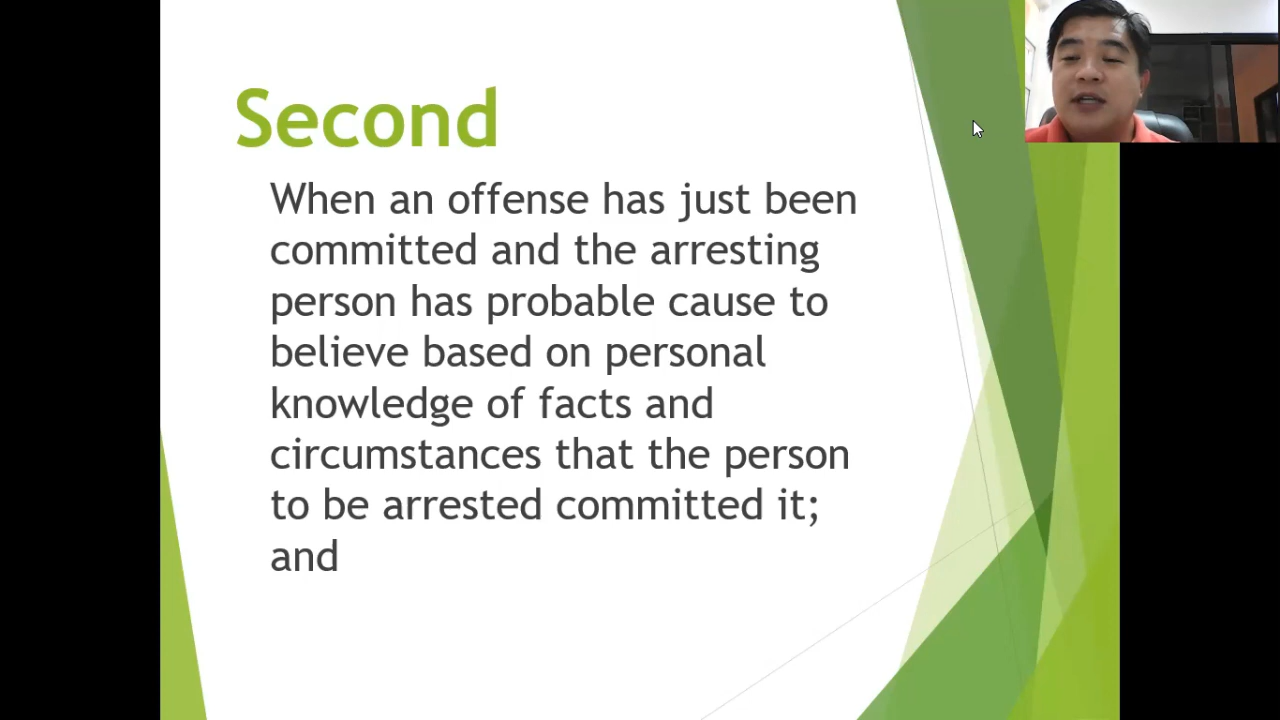 Second
When an offense has just been
committed and the arresting
person has probable cause to
believe based on personal
knowledge of facts and
circumstances that the person
to be arrested committed it;
and